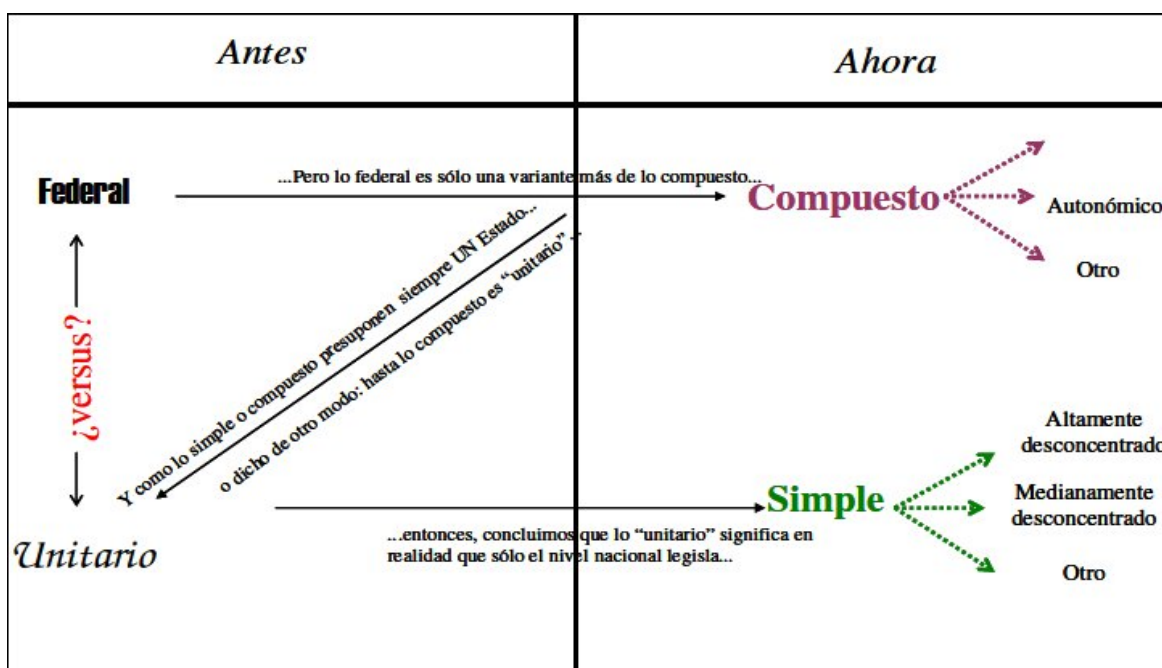 Antes
Ahora
Federal
...Pero lo federal es sólo una variante más de lo compuesto...
Compuesto
Autonómico
Otro
¿versus?
Y como lo simple o compuesto presuponen siempre UN Estado...
o dicho de otro modo: hasta lo compuesto es “unitario” ...
Unitario
...entonces, concluimos que lo “unitario” significa en
realidad que sólo el nivel nacional legisla...
Simple
Altamente
desconcentrado
Medianamente
desconcentrado
Otro